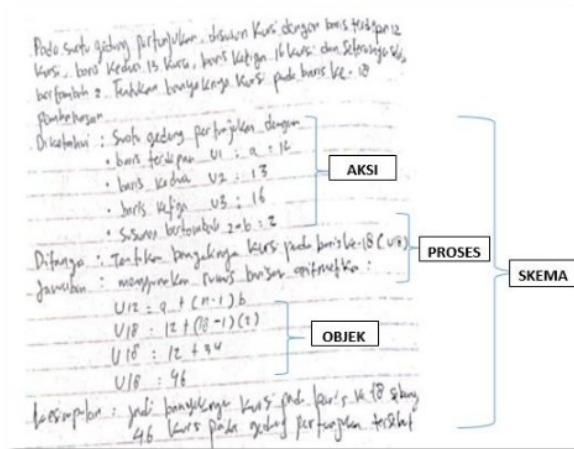 Pada suatu gedung pertunjukan, disusun kursi dengan baris terdepan 12
kursi, baris kedua 13 kursi, baris ketiga 16 kursi dan seterusnya
bertambah 2. Tentukan banyaknya kursi pada baris ke-18
pembahasan
Diketahui : Suatu gedung pertunjukan dengan
• baris terdepan U1 : a = 12
• baris kedua U2 : 13
• baris ketiga U3 : 16
• susunan bertambah 2 = b = 2
AKSI
Ditanya : Tentukan banyaknya kursi pada baris ke-18 (U18)
Jawaban : menggunakan rumus barisan aritmetika :
PROSES
SKEMA
U12 : a + (n-1) b
U18 : 12 + (18-1) (2)
U18 : 12 + 34
U18 : 46
OBJEK
Kesimpulan : Jadi banyaknya kursi pada baris ke 18
46 kursi pada gedung pertunjukan tersebut